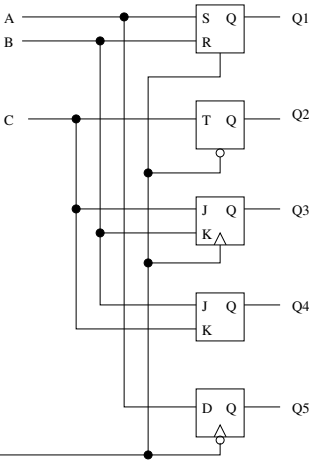 A S Q Q1
B R
C T Q Q2
J Q Q3
K
J Q Q4
K
D Q Q5